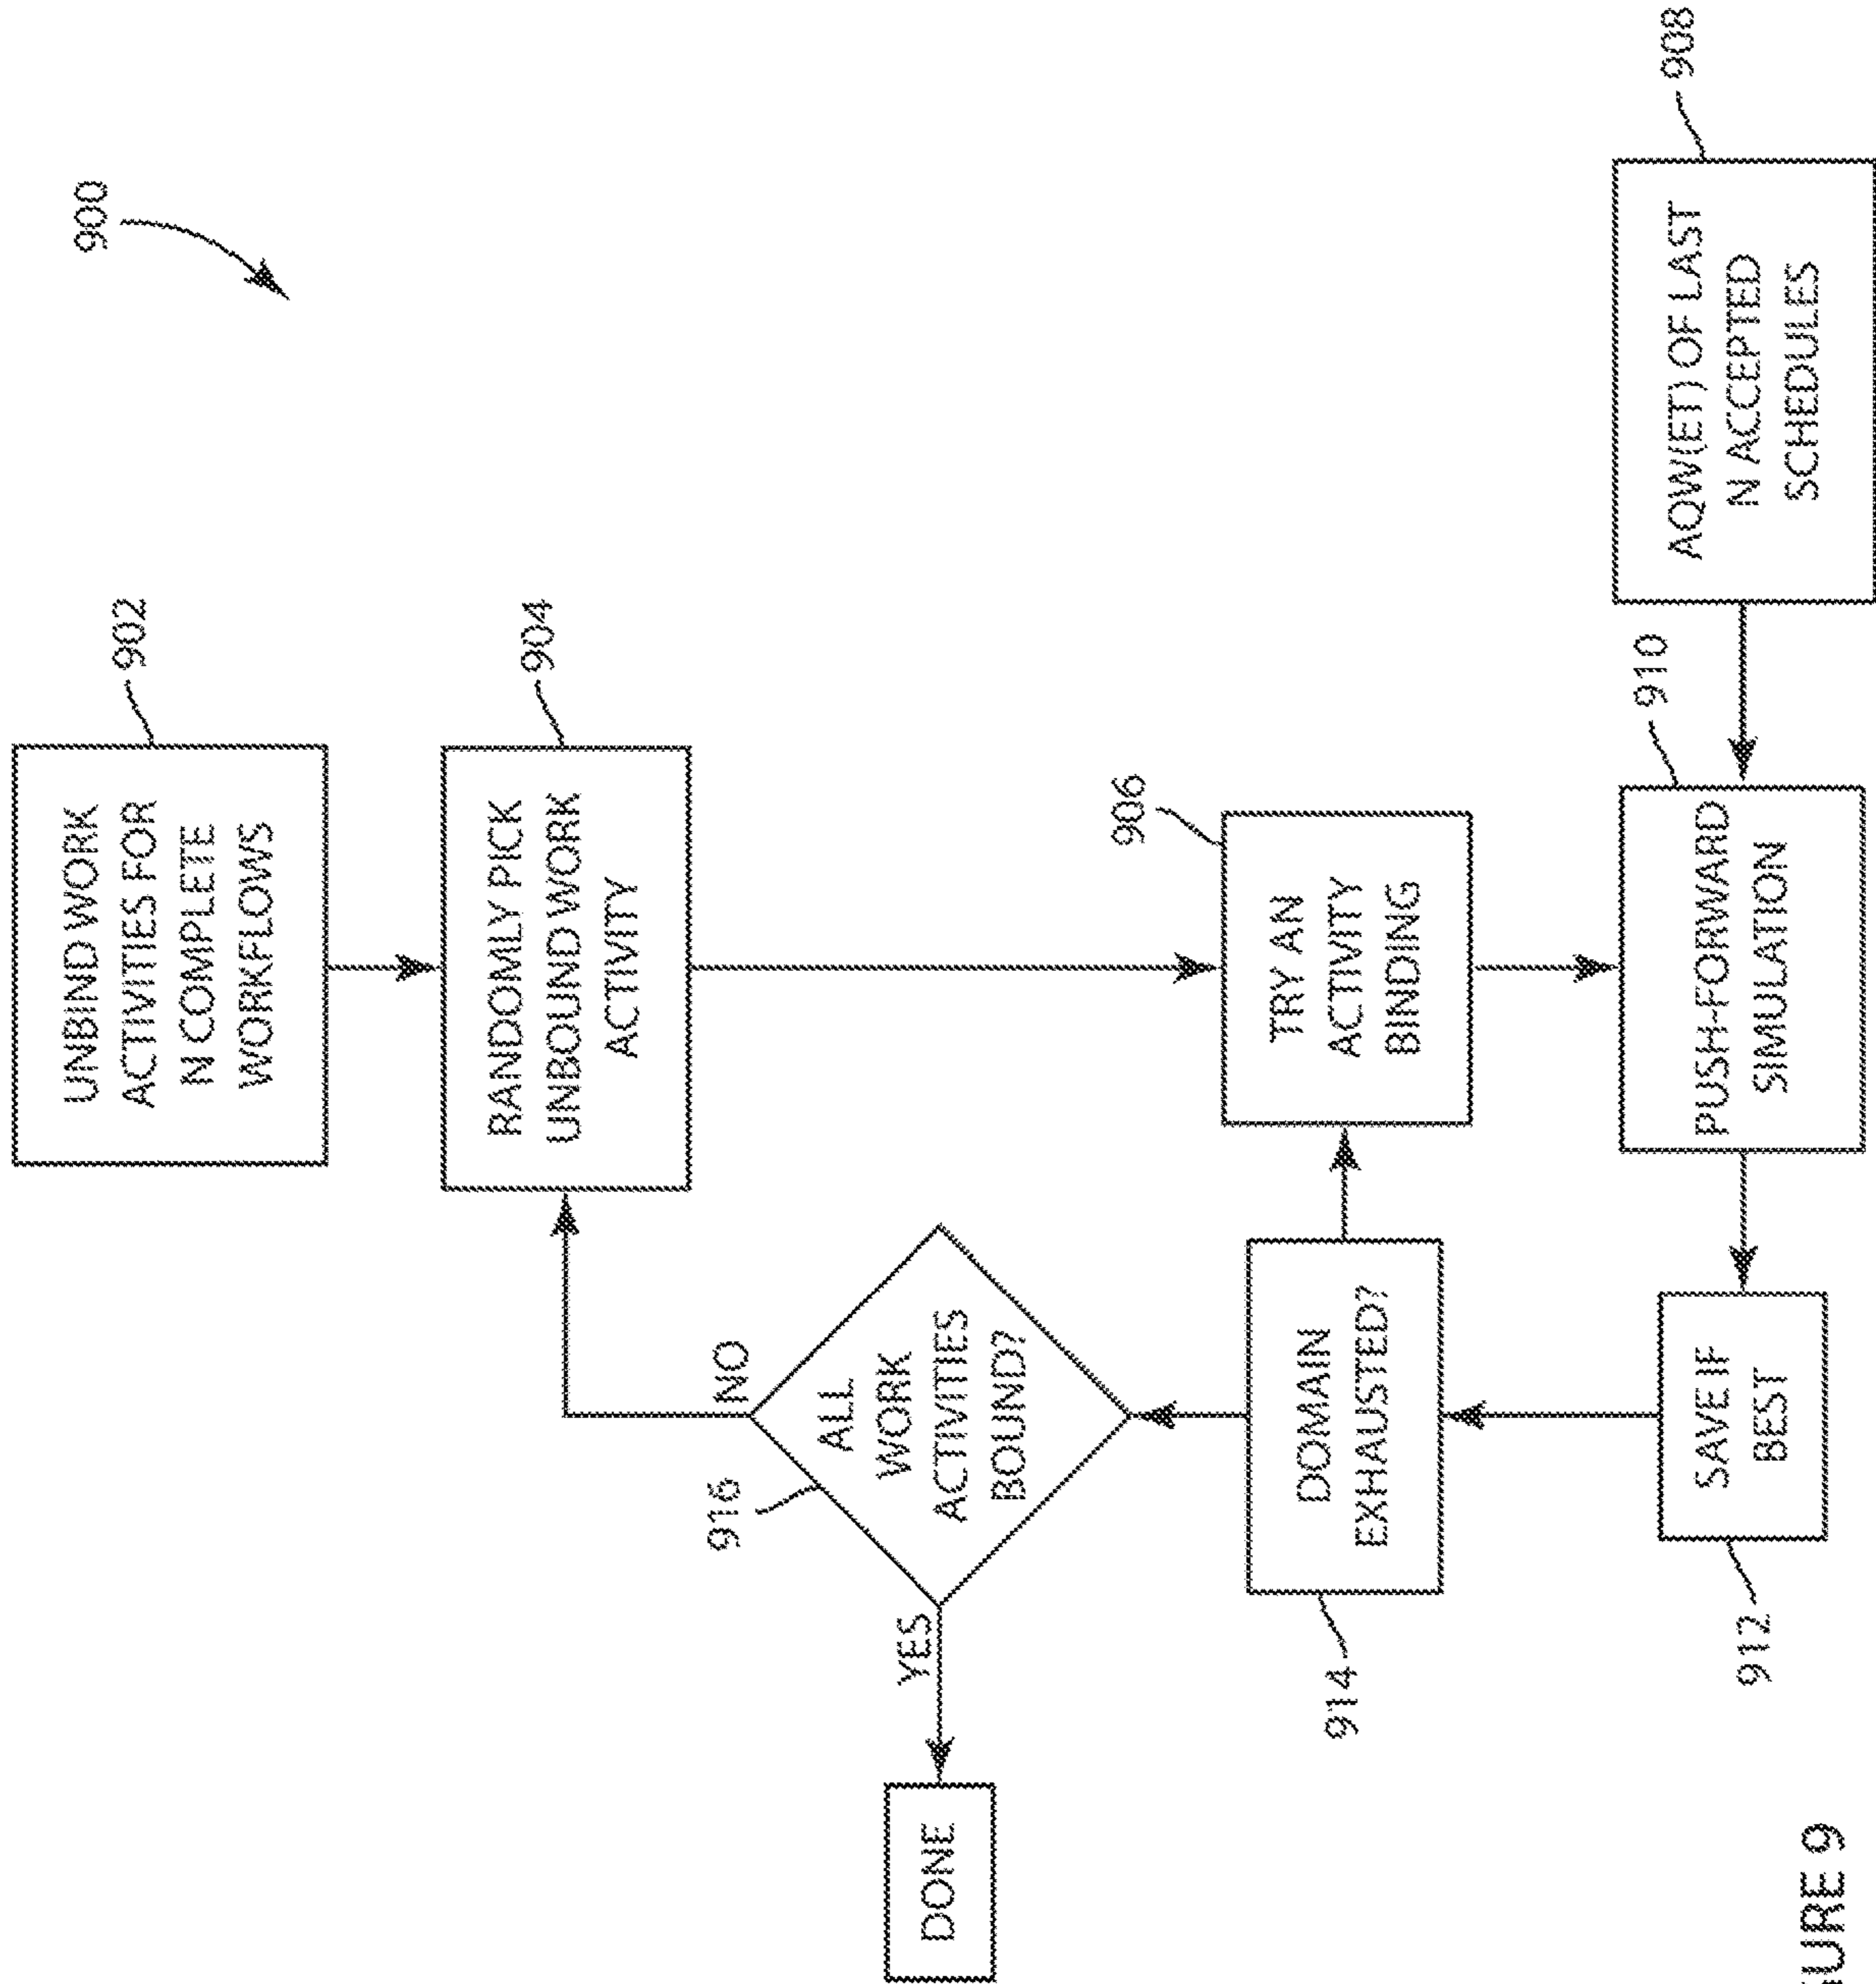 900
UNBIND WORK
ACTIVITIES FOR
N COMPLETE
WORKFLOWS
902
RANDOMLY PICK
UNBOUND WORK
ACTIVITY
904
NO
ALL
WORK
ACTIVITIES
BOUND?
916
YES
DONE
906
TRY AN
ACTIVITY
BINDING
DOMAIN
EXHAUSTED?
914
908
AQW(ET) OF LAST
N ACCEPTED
SCHEDULES
910
PUSH-FORWARD
SIMULATION
SAVE IF
BEST
912
GURE 9